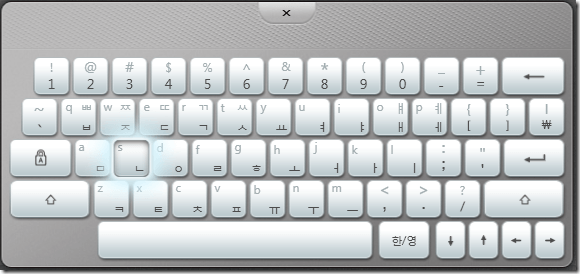 ×
! 1 @ 2 # 3 $ 4 % 5 ^ 6 & 7 * 8 ( 9 ) 0 _ - + = ←
~ ` q ㅃ ㅂ w ㅉ ㅈ e ㄸ ㄷ r ㄲ ㄱ t ㅆ ㅅ y ㅛ u ㅕ i ㅑ o ㅒ ㅐ p ㅖ ㅔ { [ } ] | ₩
A a ㅁ s ㄴ d ㅇ f ㄹ g ㅎ h ㅗ j ㅓ k ㅏ l ㅣ : ; " '
z ㅋ x ㅌ c ㅊ v ㅍ b ㅠ n ㅜ m ㅡ < , > . ? /
한/영 ↓ ↑ ← →